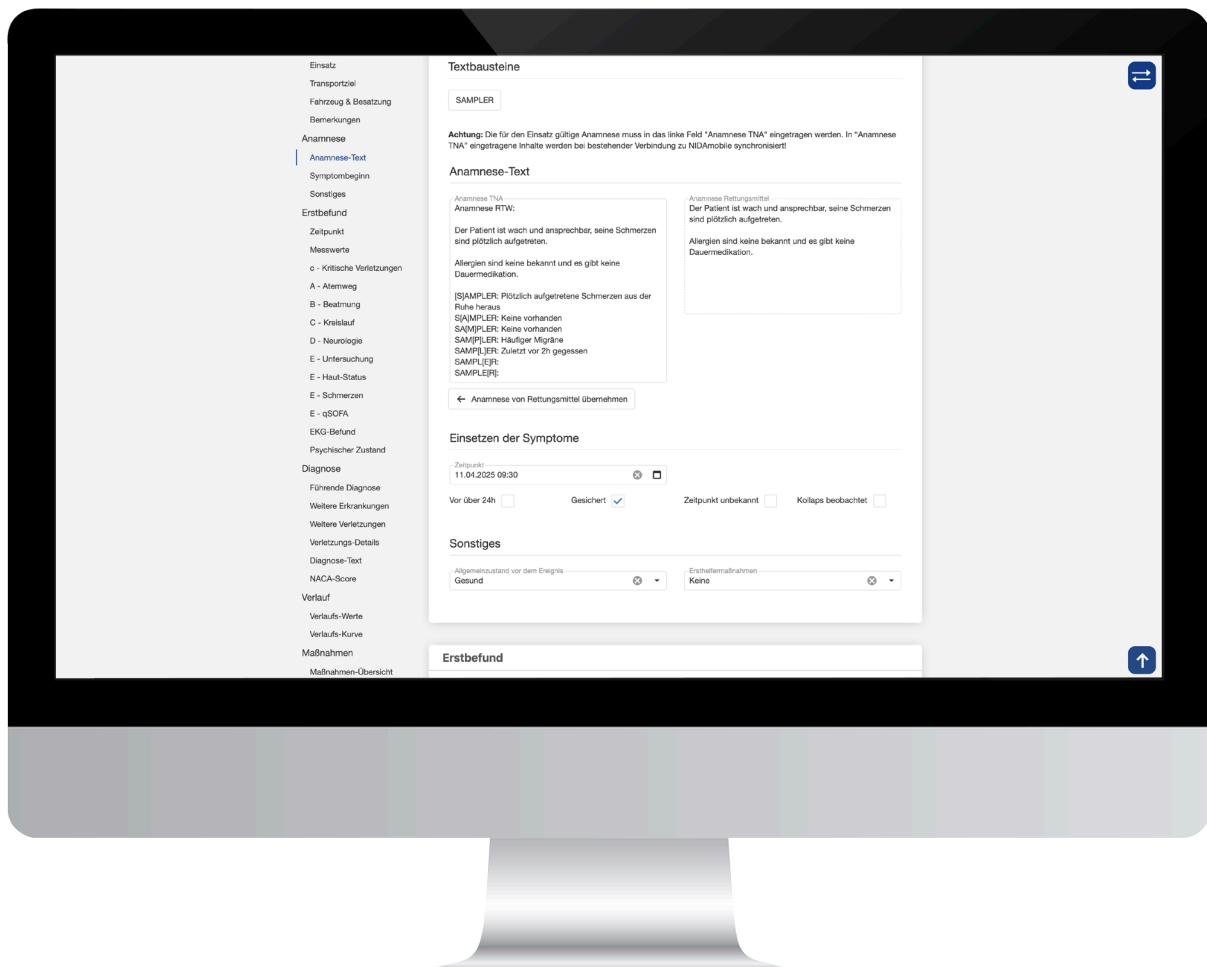 Einsatz
Transportziel
Fahrzeug & Besatzung
Bemerkungen
Anamnese
Anamnese-Text
Symptombeginn
Sonstiges
Erstbefund
Zeitpunkt
Messwerte
c - Kritische Verletzungen
A - Atemweg
B - Beatmung
C - Kreislauf
D - Neurologie
E - Untersuchung
E - Haut-Status
E - Schmerzen
E - qSOFA
EKG-Befund
Psychischer Zustand
Diagnose
Führende Diagnose
Weitere Erkrankungen
Weitere Verletzungen
Verletzungs-Details
Diagnose-Text
NACA-Score
Verlauf
Verlaufs-Werte
Verlaufs-Kurve
Maßnahmen
Maßnahmen-Übersicht
Textbausteine
SAMPLER
Achtung: Die für den Einsatz gültige Anamnese muss in das linke Feld "Anamnese TNA" eingetragen werden. In "Anamnese
TNA" eingetragene Inhalte werden bei bestehender Verbindung zu NIDAmobile synchronisiert!
Anamnese-Text
Anamnese TNA
Anamnese RTW:
Der Patient ist wach und ansprechbar, seine Schmerzen
sind plötzlich aufgetreten.
Allergien sind keine bekannt und es gibt keine
Dauermedikation.
[S]AMPLER: Plötzlich aufgetretene Schmerzen aus der
Ruhe heraus
S[A]MPLER: Keine vorhanden
SA[M]PLER: Keine vorhanden
SAM[P]LER: Häufiger Migräne
SAMP[L]ER: Zuletzt vor 2h gegessen
SAMPL[E]R:
SAMPLE[R]:
Anamnese Rettungsmittel
Der Patient ist wach und ansprechbar, seine Schmerzen
sind plötzlich aufgetreten.
Allergien sind keine bekannt und es gibt keine
Dauermedikation.
← Anamnese von Rettungsmittel übernehmen
Einsetzen der Symptome
Zeitpunkt
11.04.2025 09:30
Vor über 24h Gesichert Zeitpunkt unbekannt Kollaps beobachtet
Sonstiges
Allgemeinzustand vor dem Ereignis
Gesund
Ersthelfermaßnahmen
Keine
Erstbefund